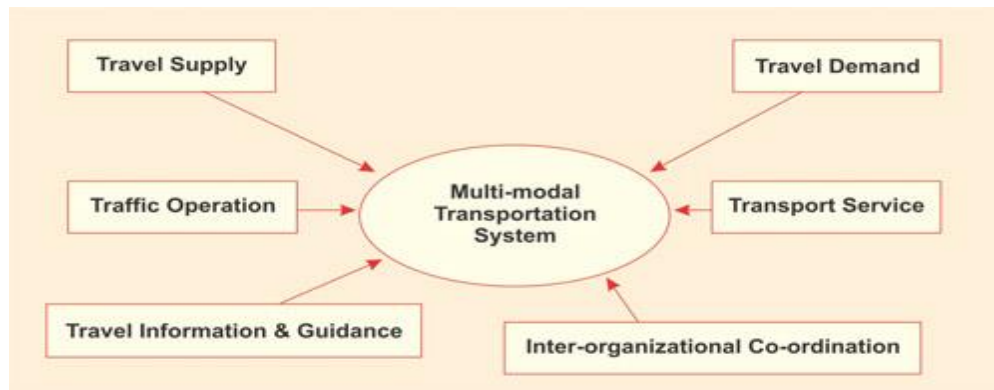 Travel Supply
Travel Demand
Multi-modal
Transportation
System
Traffic Operation
Transport Service
Travel Information & Guidance
Inter-organizational Co-ordination